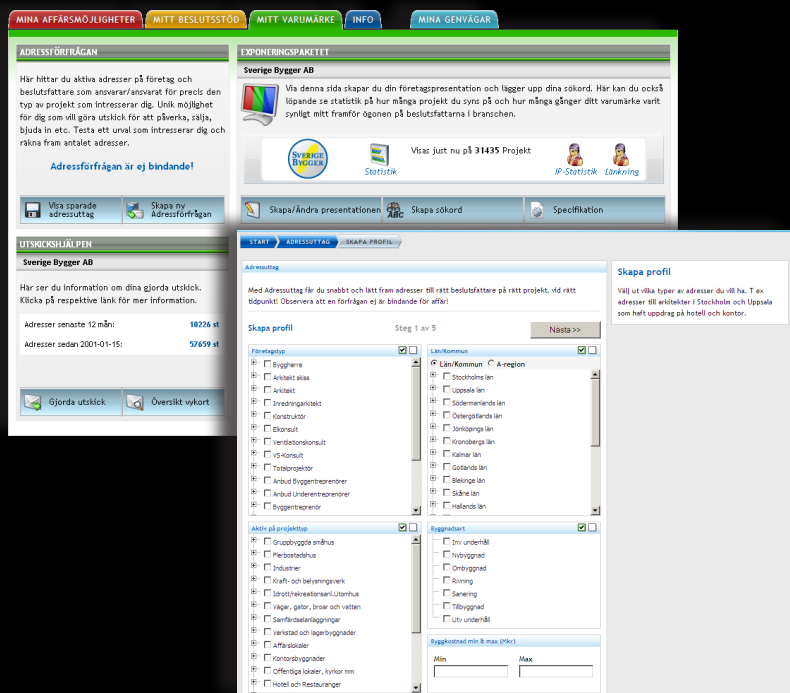 MINA AFFÄRSMÖJLIGHETER
MITT BESLUTSSTÖD
MITT VARUMÄRKE
INFO
MINA GENVÄGAR
ADRESSFÖRFRÅGAN
Här hittar du aktiva adresser på företag och
beslutsfattare som ansvarar/ansvarat för precis den
typ av projekt som intresserar dig. Unik möjlighet
för dig som vill göra utskick för att påverka, sälja,
bjuda in etc. Testa ett urval som intresserar dig och
räkna fram antalet adresser.
Adressförfrågan är ej bindande!
Visa sparade
adressuttag
Skapa ny
Adressförfrågan
EXPONERINGSPAKETET
Sverige Bygger AB
Via denna sida skapar du din företagspresentation och lägger upp dina sökord. Här kan du också
löpande se statistik på hur många projekt du syns på och hur många gånger ditt varumärke varit
synligt mitt framför ögonen på beslutsfattarna i branschen.
SVERIGE
BYGGER
Statistik
Visas just nu på 31435 Projekt
IP-Statistik
Länkning
Skapa/Ändra presentationen
ABC
Skapa sökord
Specifikation
UTSKICKSHJÄLPEN
Sverige Bygger AB
Här ser du information om dina gjorda utskick.
Klicka på respektive länk för mer information.
Adresser senaste 12 mån: 10226 st
Adresser sedan 2001-01-15: 57659 st
Gjorda utskick
Översikt vykort
START
ADRESSUTTAG
SKAPA PROFIL
Adressuttag
Med Adressuttag får du snabbt och lätt fram adresser till rätt beslutsfattare på rätt projekt, vid rätt
tidpunkt! Observera att en förfrågan ej är bindande för affär!
Skapa profil
Steg 1 av 5
Nästa >>
Företagstyp
Byggherre
Arkitekt skiss
Arkitekt
Inredningarkitekt
Konstruktör
Elkonsult
Ventilationskonsult
VS-Konsult
Totalprojektör
Anbud Byggentreprenörer
Anbud Underentreprenörer
Byggentreprenör
Län/Kommun
Län/Kommun
A-region
Stockholms län
Uppsala län
Södermanlands län
Östergötlands län
Jönköpings län
Kronobergs län
Kalmar län
Gotlands län
Blekinge län
Skåne län
Hallands län
Aktiv på projekttyp
Gruppbyggda småhus
Flerbostadshus
Industrier
Kraft- och belysningsverk
Idrott/rekreationsanl.Utomhus
Vägar, gator, broar och vatten
Samfärdselanläggningar
Verkstad och lagerbyggnader
Affärslokaler
Kontorsbyggnader
Offentliga lokaler, kyrkor mm
Hotell och Restauranger
Byggnadsart
Inv underhåll
Nybyggnad
Ombyggnad
Rivning
Sanering
Tillbyggnad
Utv underhåll
Byggkostnad min & max (Mkr)
Min
Max
Skapa profil
Välj ut vilka typer av adresser du vill ha. T ex
adresser till arkitekter i Stockholm och Uppsala
som haft uppdrag på hotell och kontor.